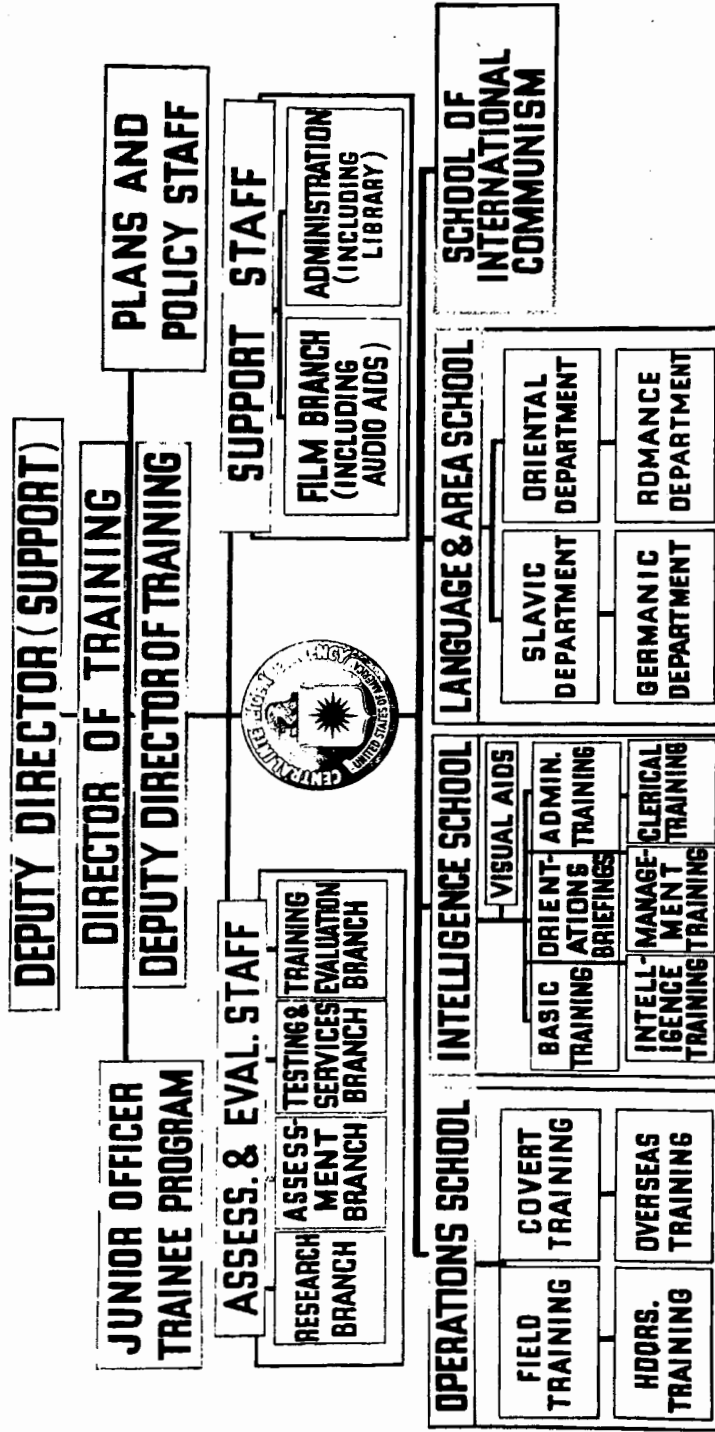 DEPUTY DIRECTOR (SUPPORT)
DIRECTOR OF TRAINING
DEPUTY DIRECTOR OF TRAINING
JUNIOR OFFICER
TRAINEE PROGRAM
PLANS AND
POLICY STAFF
ASSESS. & EVAL. STAFF
RESEARCH
BRANCH
ASSESS-
MENT
BRANCH
TESTING &
SERVICES
BRANCH
TRAINING
EVALUATION
BRANCH
SUPPORT STAFF
FILM BRANCH
(INCLUDING
AUDIO AIDS)
ADMINISTRATION
(INCLUDING
LIBRARY)
CENTRAL
UNITED STATES OF AMERICA
OPERATIONS SCHOOL
FIELD
TRAINING
COVERT
TRAINING
HDQRS.
TRAINING
OVERSEAS
TRAINING
INTELLIGENCE SCHOOL
VISUAL AIDS
BASIC
TRAINING
ORIENT-
ATIONS
BRIEFINGS
ADMIN.
TRAINING
INTELL-
IGENCE
TRAINING
MANAGE-
MENT
TRAINING
CLERICAL
TRAINING
LANGUAGE & AREA SCHOOL
SLAVIC
DEPARTMENT
ORIENTAL
DEPARTMENT
GERMANIC
DEPARTMENT
ROMANCE
DEPARTMENT
SCHOOL OF
INTERNATIONAL
COMMUNISM